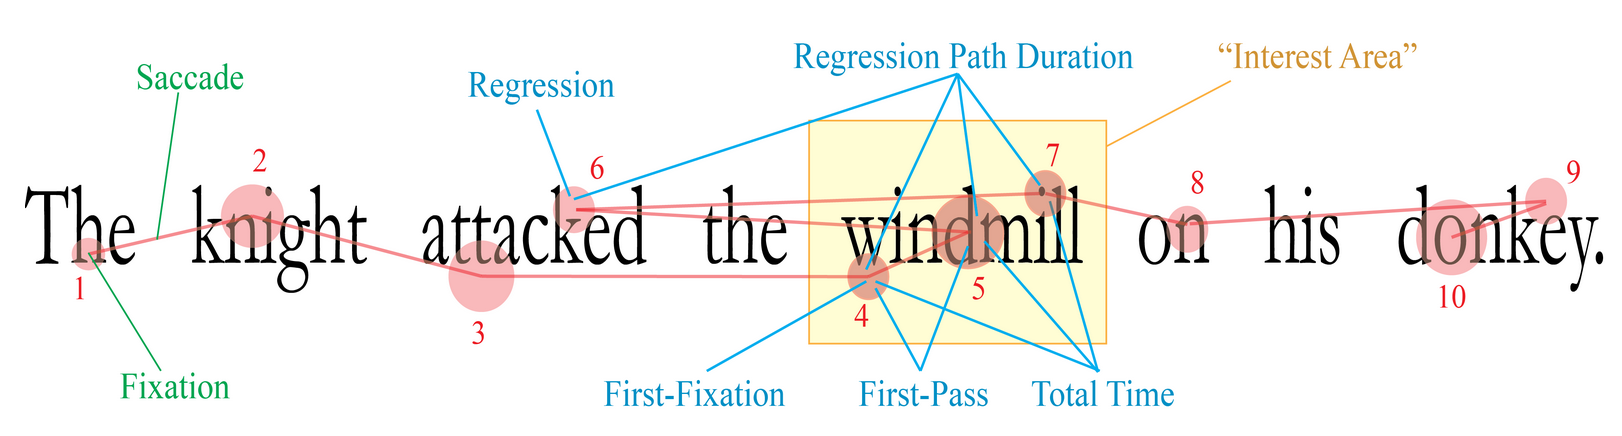 Regression Path Duration “Interest Area”
Saccade Regression
2 6 7 8 9
The knight attacked the windmill on his donkey.
1 3 4 5 10
Fixation First-Fixation First-Pass Total Time